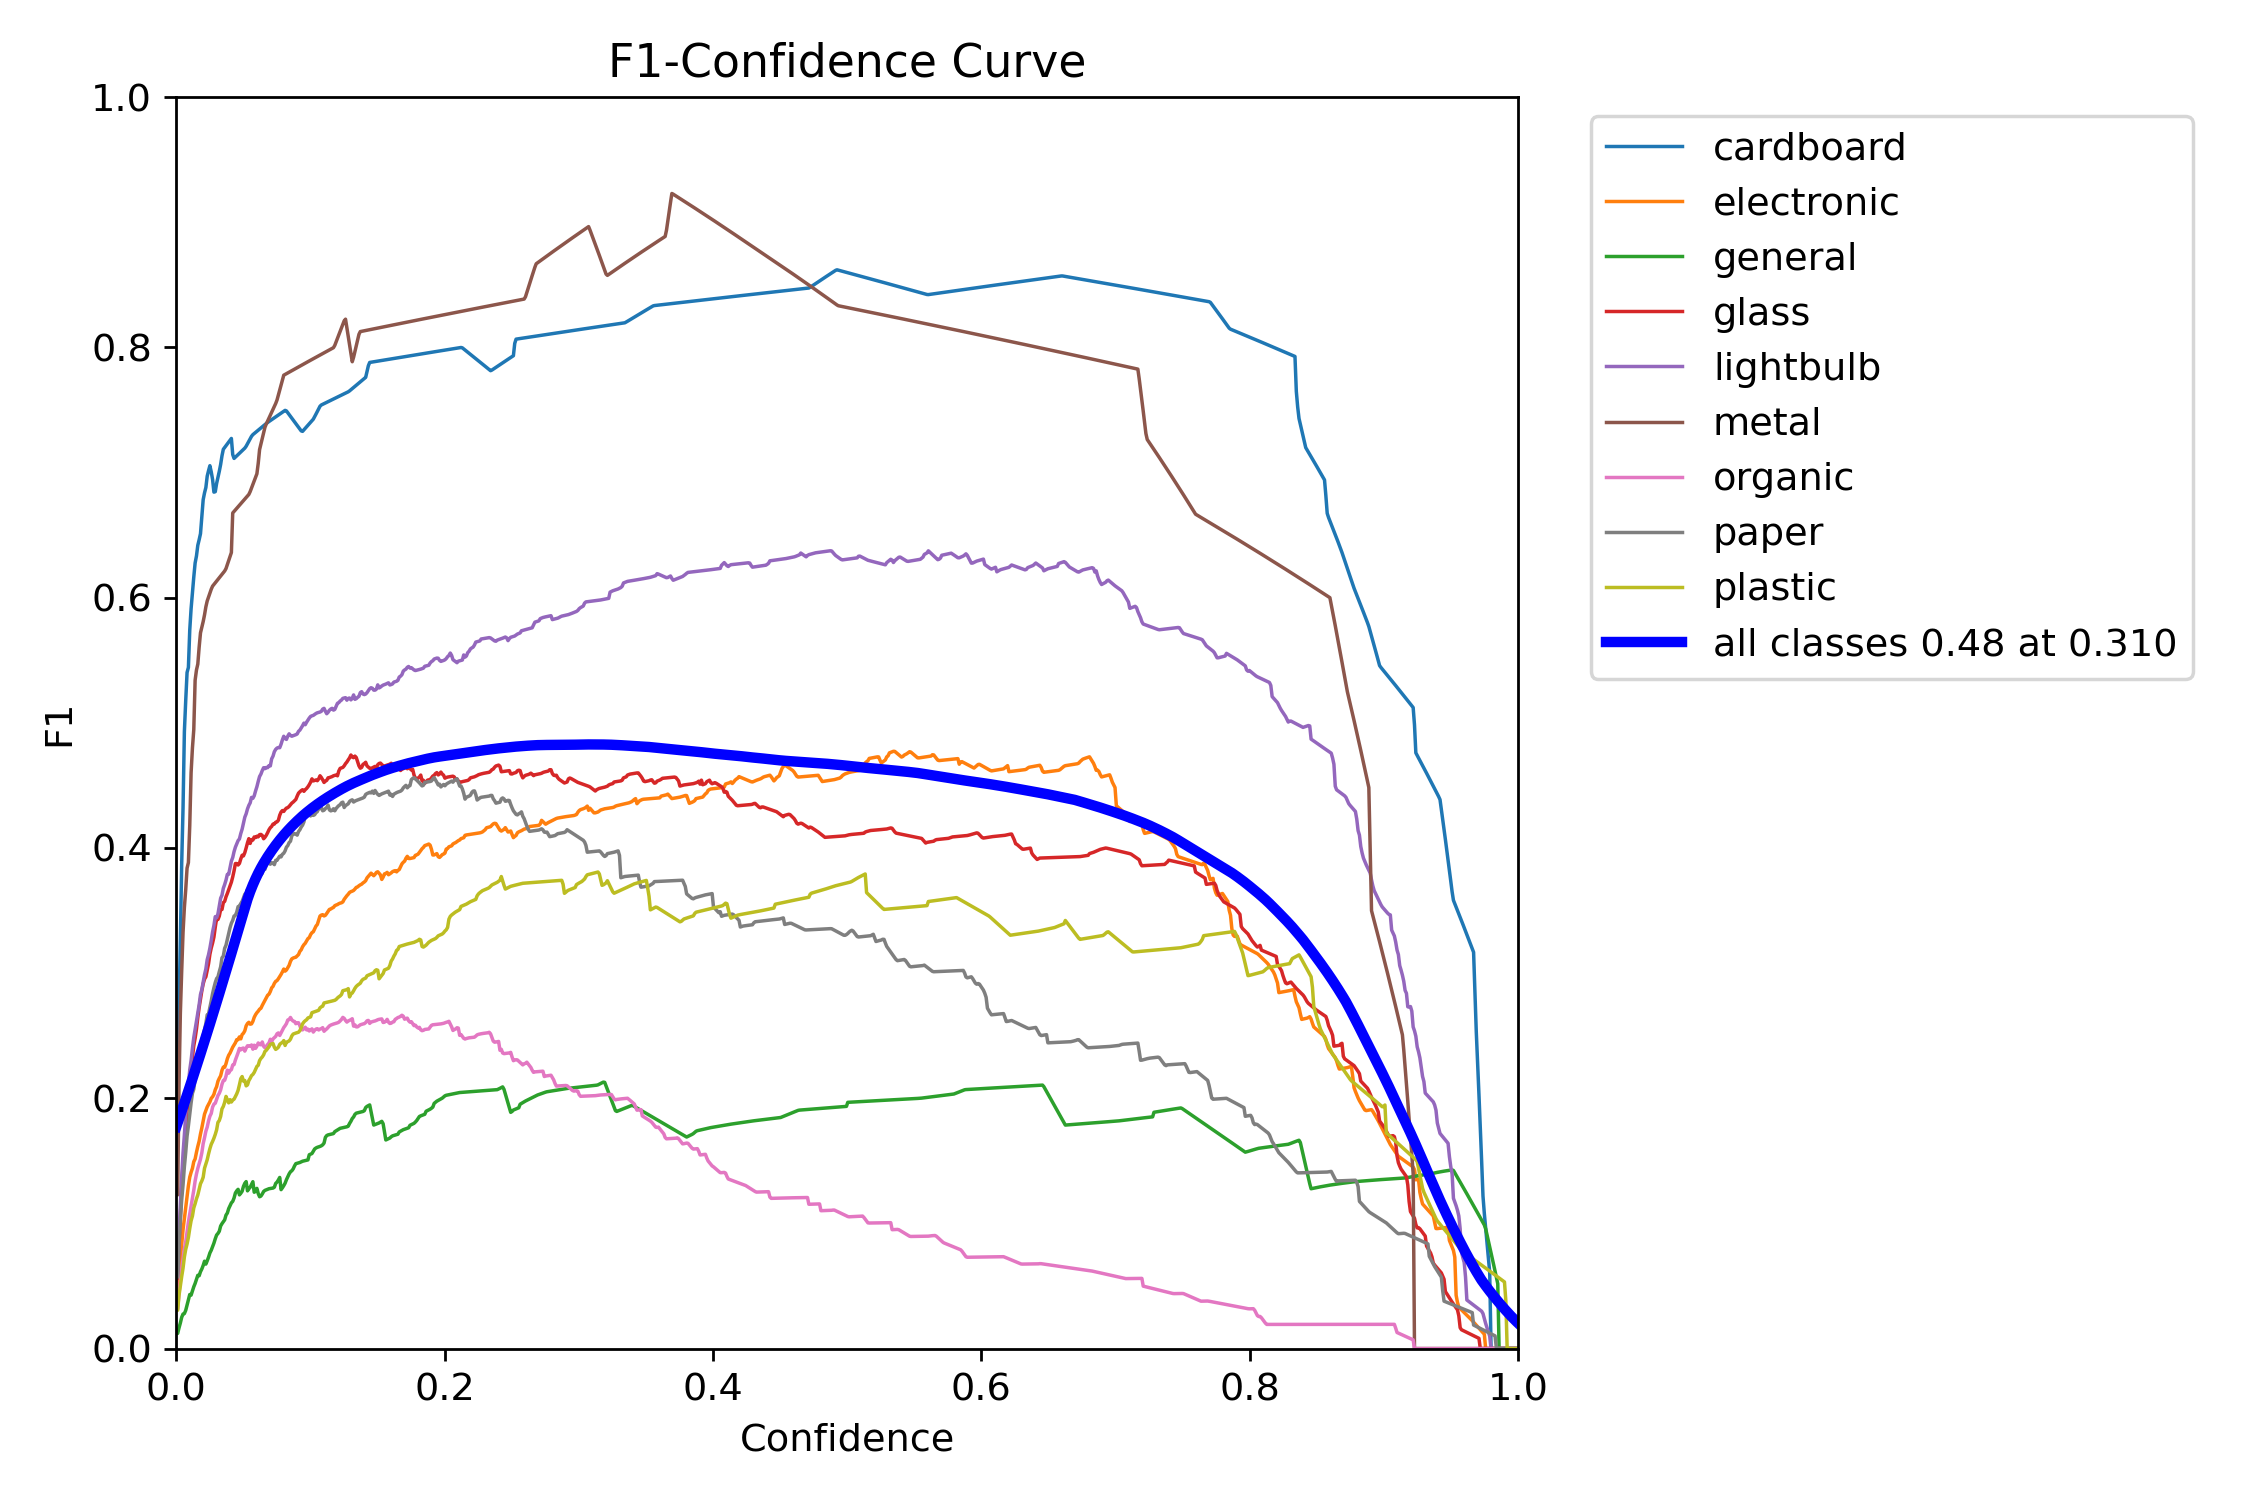 F1-Confidence Curve
1.0
0.8
0.6
0.4
0.2
0.0
F1
0.0 0.2 0.4 0.6 0.8 1.0
Confidence
cardboard
electronic
general
glass
lightbulb
metal
organic
paper
plastic
all classes 0.48 at 0.310